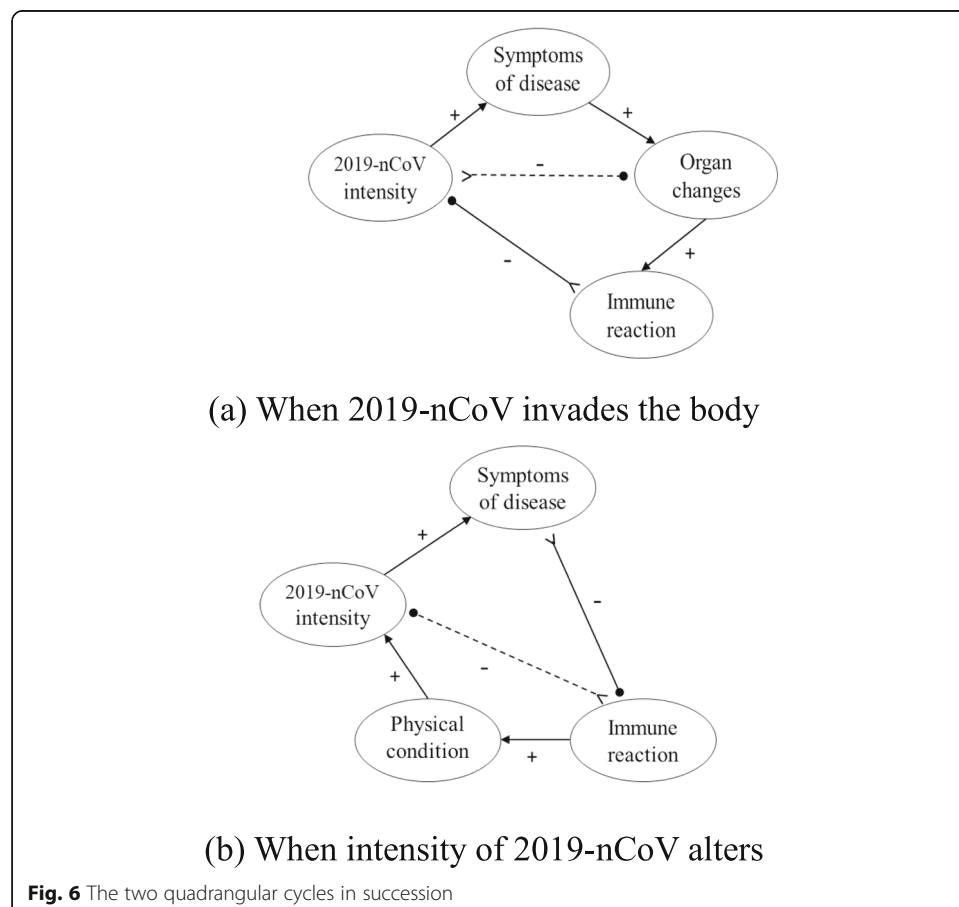 Symptoms
of disease
+
+
2019-nCoV
intensity
-
Organ
changes
-
+
Immune
reaction
(a) When 2019-nCoV invades the body
Symptoms
of disease
+
2019-nCoV
intensity
-
-
+
Physical
condition
+
Immune
reaction
(b) When intensity of 2019-nCoV alters
Fig. 6 The two quadrangular cycles in succession